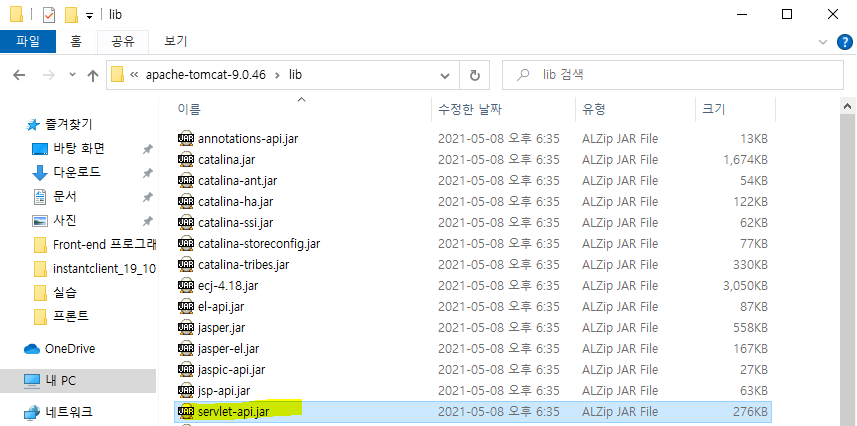 lib
파일 홈 공유 보기
« apache-tomcat-9.0.46 › lib lib 검색
이름 수정한 날짜 유형 크기
즐겨찾기
바탕 화면
다운로드
문서
사진
Front-end 프로그래
instantclient_19_10
실습
프론트
OneDrive
내 PC
네트워크
annotations-api.jar 2021-05-08 오후 6:35 ALZip JAR File 13KB
catalina.jar 2021-05-08 오후 6:35 ALZip JAR File 1,674KB
catalina-ant.jar 2021-05-08 오후 6:35 ALZip JAR File 54KB
catalina-ha.jar 2021-05-08 오후 6:35 ALZip JAR File 122KB
catalina-ssi.jar 2021-05-08 오후 6:35 ALZip JAR File 62KB
catalina-storeconfig.jar 2021-05-08 오후 6:35 ALZip JAR File 77KB
catalina-tribes.jar 2021-05-08 오후 6:35 ALZip JAR File 330KB
ecj-4.18.jar 2021-05-08 오후 6:35 ALZip JAR File 3,050KB
el-api.jar 2021-05-08 오후 6:35 ALZip JAR File 87KB
jasper.jar 2021-05-08 오후 6:35 ALZip JAR File 558KB
jasper-el.jar 2021-05-08 오후 6:35 ALZip JAR File 167KB
jaspic-api.jar 2021-05-08 오후 6:35 ALZip JAR File 27KB
jsp-api.jar 2021-05-08 오후 6:35 ALZip JAR File 63KB
servlet-api.jar 2021-05-08 오후 6:35 ALZip JAR File 276KB